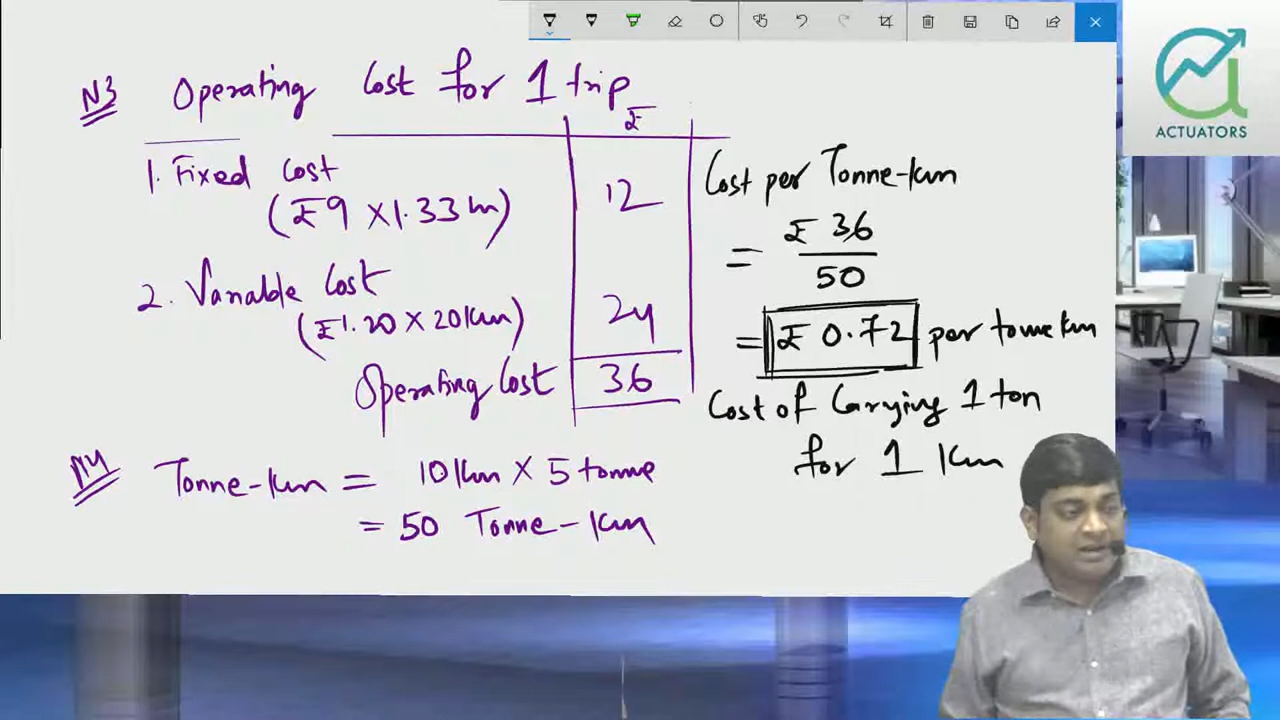 N3 Operating Cost for 1 trip
₹
1. Fixed Cost
(₹9 X 1.33 hr) 12
2. Variable Cost
(₹1.20 X 20 km) 24
Operating Cost 36
N4 Tonne-km = 10 km X 5 tonne
= 50 Tonne-km
Cost per Tonne-km
= ₹ 36
50
= ₹ 0.72 per tonne km
Cost of Carrying 1 ton
for 1 Km
ACTUATORS